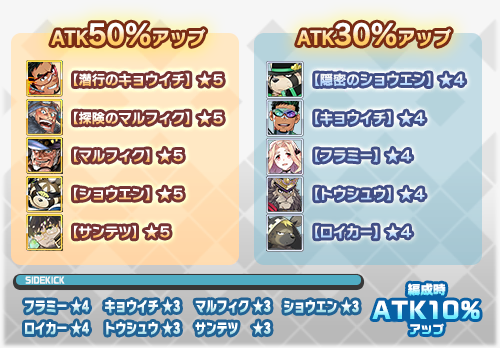 ATK50%アップ
【潜行のキョウイチ】★5
【探険のマルフィク】★5
【マルフィク】★5
【ショウエン】★5
【サンテツ】★5
ATK30%アップ
【隠密のショウエン】★4
【キョウイチ】★4
【フラミー】★4
【トウシュウ】★4
【ロイカー】★4
SIDEKICK
フラミー★4 キョウイチ★3 マルフィク★3 ショウエン★3
ロイカー★4 トウシュウ★3 サンテツ ★3
編成時
ATK10%
アップ